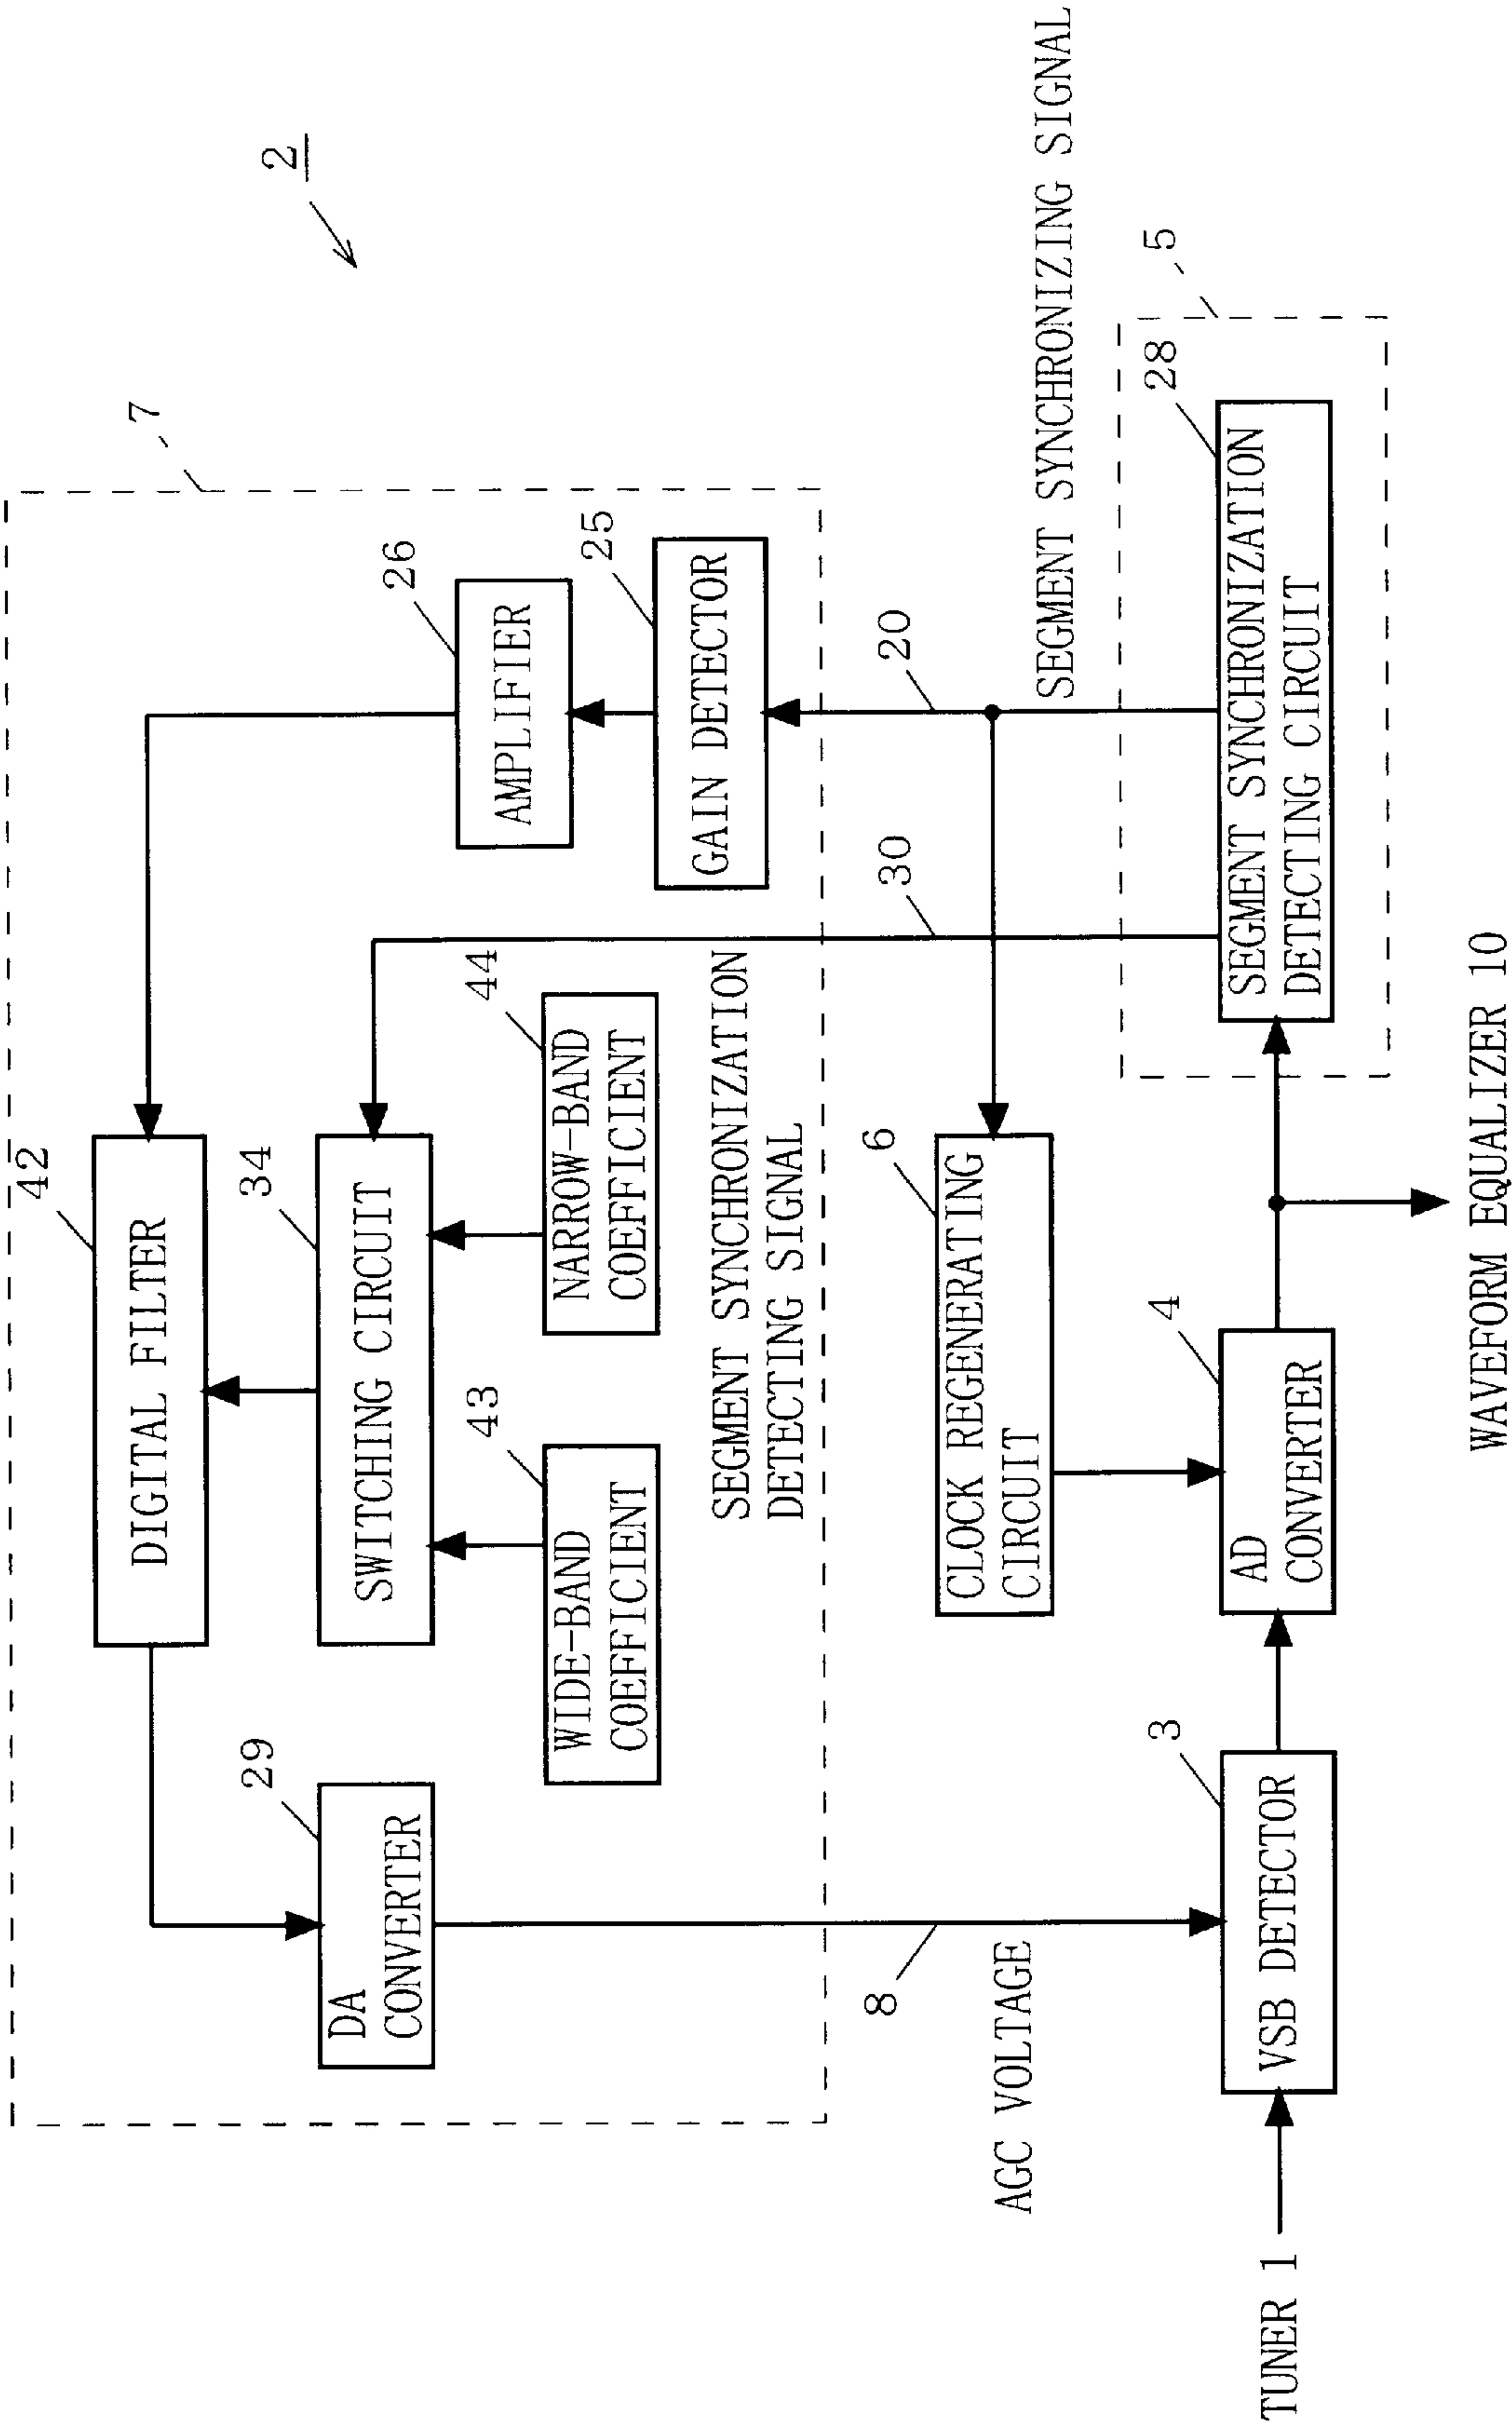 2
7
42
DIGITAL FILTER
29
DA
CONVERTER
34
SWITCHING CIRCUIT
26
AMPLIFIER
43
WIDE-BAND
COEFFICIENT
44
NARROW-BAND
COEFFICIENT
25
GAIN DETECTOR
SEGMENT SYNCHRONIZATION
DETECTING SIGNAL
8
AGC VOLTAGE
30
20
6
CLOCK REGENERATING
CIRCUIT
SEGMENT SYNCHRONIZING SIGNAL
5
TUNER 1
3
VSB DETECTOR
4
AD
CONVERTER
28
SEGMENT SYNCHRONIZATION
DETECTING CIRCUIT
WAVEFORM EQUALIZER 10